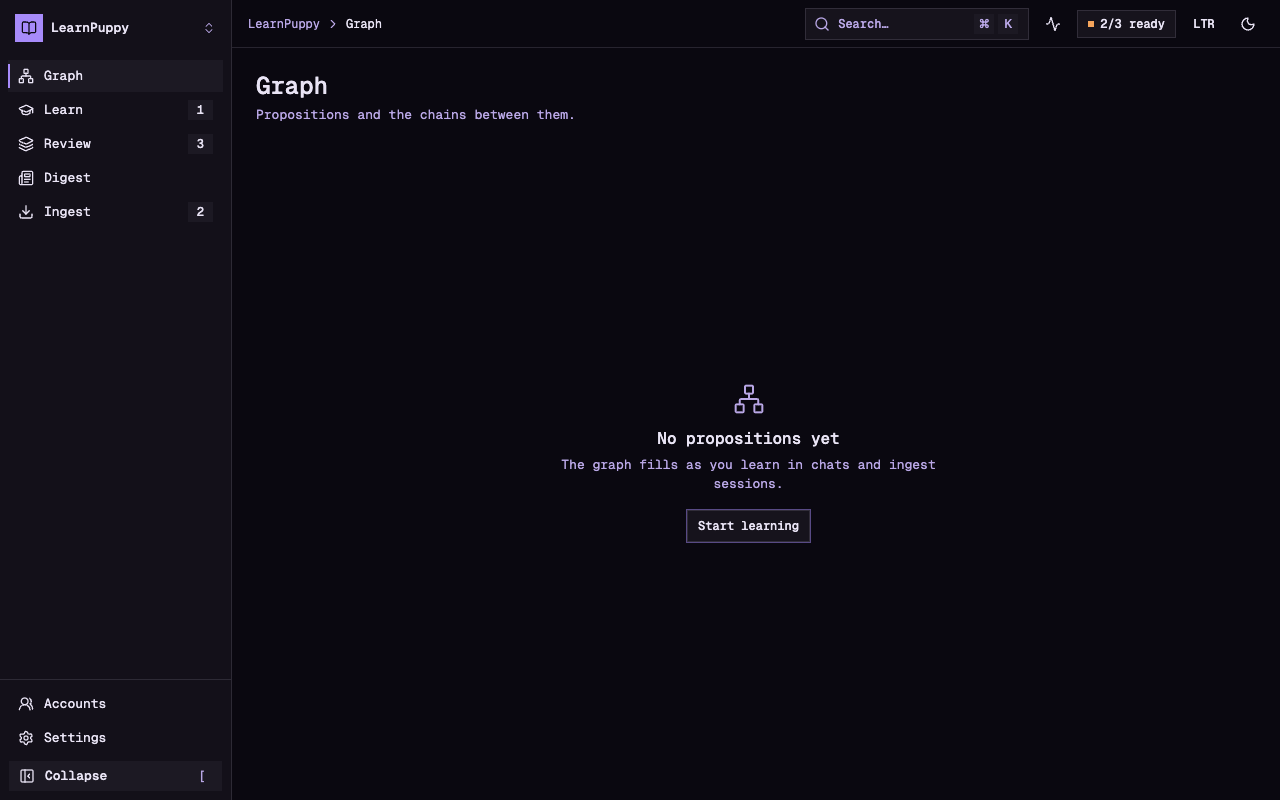 LearnPuppy
Graph
Learn 1
Review 3
Digest
Ingest 2
Accounts
Settings
Collapse [
LearnPuppy > Graph
Search… ⌘ K
2/3 ready
LTR
Graph
Propositions and the chains between them.
No propositions yet
The graph fills as you learn in chats and ingest
sessions.
Start learning